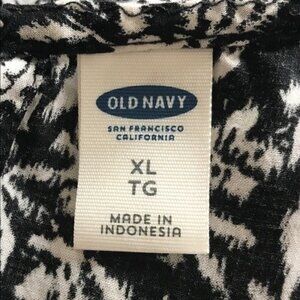 OLD NAVY
SAN FRANCISCO
CALIFORNIA
XL
TG
MADE IN
INDONESIA